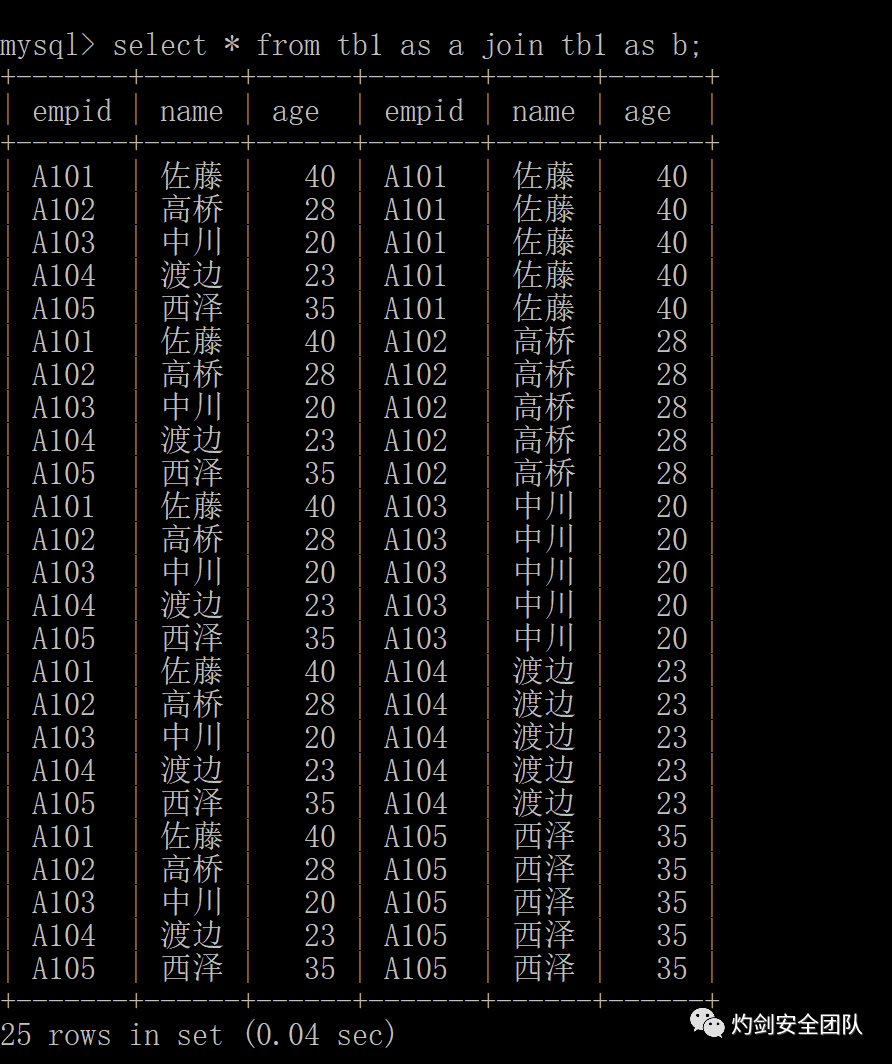 mysql> select * from tb1 as a join tb1 as b;
+-------+------+------+-------+------+------+
| empid | name | age | empid | name | age |
+-------+------+------+-------+------+------+
| A101 | 佐藤 | 40 | A101 | 佐藤 | 40 |
| A102 | 高桥 | 28 | A101 | 佐藤 | 40 |
| A103 | 中川 | 20 | A101 | 佐藤 | 40 |
| A104 | 渡边 | 23 | A101 | 佐藤 | 40 |
| A105 | 西泽 | 35 | A101 | 佐藤 | 40 |
| A101 | 佐藤 | 40 | A102 | 高桥 | 28 |
| A102 | 高桥 | 28 | A102 | 高桥 | 28 |
| A103 | 中川 | 20 | A102 | 高桥 | 28 |
| A104 | 渡边 | 23 | A102 | 高桥 | 28 |
| A105 | 西泽 | 35 | A102 | 高桥 | 28 |
| A101 | 佐藤 | 40 | A103 | 中川 | 20 |
| A102 | 高桥 | 28 | A103 | 中川 | 20 |
| A103 | 中川 | 20 | A103 | 中川 | 20 |
| A104 | 渡边 | 23 | A103 | 中川 | 20 |
| A105 | 西泽 | 35 | A103 | 中川 | 20 |
| A101 | 佐藤 | 40 | A104 | 渡边 | 23 |
| A102 | 高桥 | 28 | A104 | 渡边 | 23 |
| A103 | 中川 | 20 | A104 | 渡边 | 23 |
| A104 | 渡边 | 23 | A104 | 渡边 | 23 |
| A105 | 西泽 | 35 | A104 | 渡边 | 23 |
| A101 | 佐藤 | 40 | A105 | 西泽 | 35 |
| A102 | 高桥 | 28 | A105 | 西泽 | 35 |
| A103 | 中川 | 20 | A105 | 西泽 | 35 |
| A104 | 渡边 | 23 | A105 | 西泽 | 35 |
| A105 | 西泽 | 35 | A105 | 西泽 | 35 |
+-------+------+------+-------+------+------+
25 rows in set (0.04 sec)
灼剑安全团队